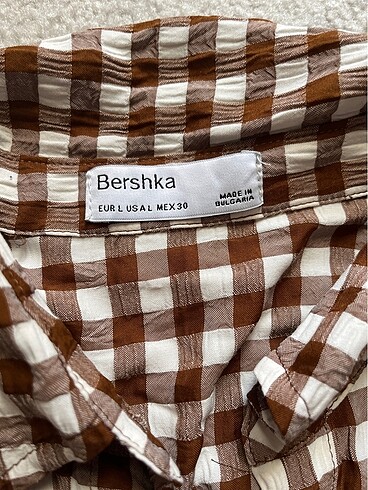 Bershka
EUR L USA L MEX 30
MADE IN
BULGARIA